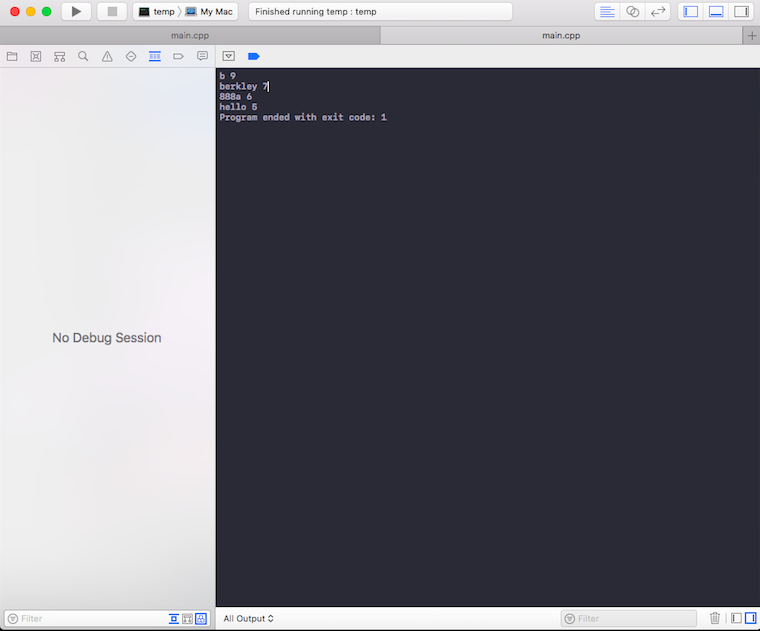 temp My Mac Finished running temp : temp
main.cpp main.cpp
b 9
berkley 7
888a 6
hello 5
Program ended with exit code: 1
No Debug Session
Filter All Output Filter